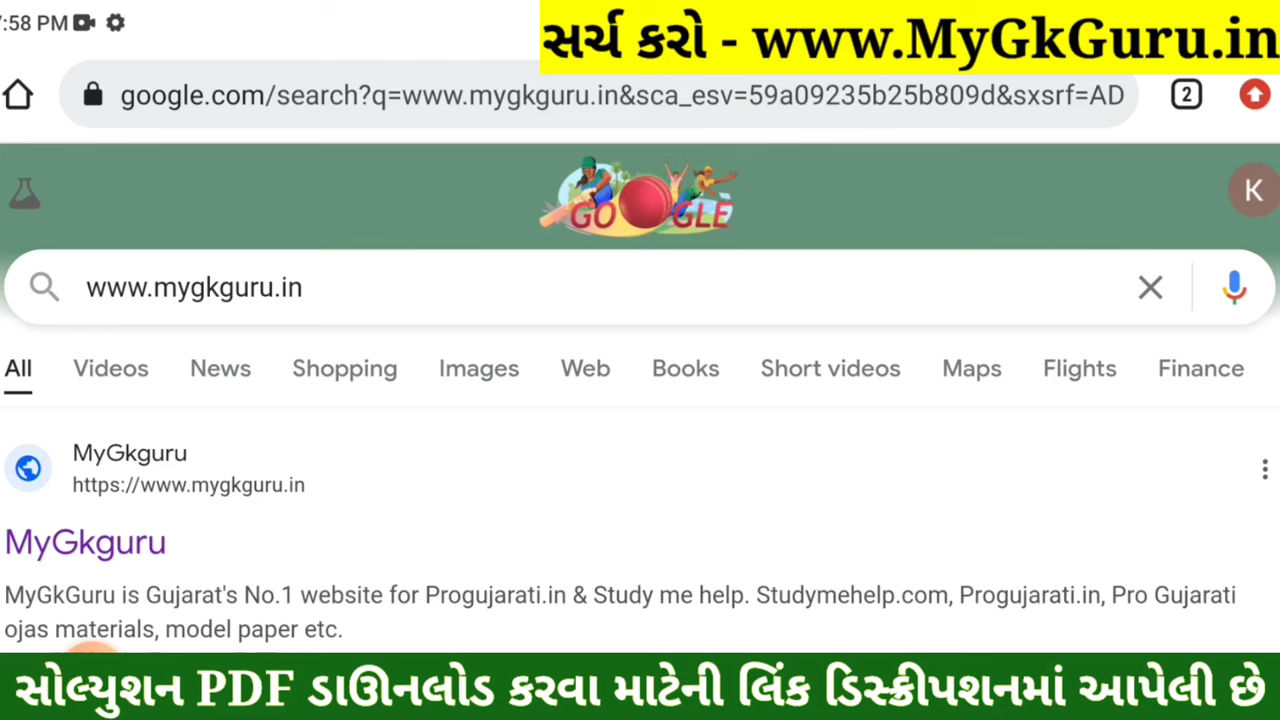 :58 PM
સર્ચ કરો - www.MyGkGuru.in
google.com/search?q=www.mygkguru.in&sca_esv=59a09235b25b809d&sxsrf=AD
2
GOOGLE
K
www.mygkguru.in
All Videos News Shopping Images Web Books Short videos Maps Flights Finance
MyGkguru
https://www.mygkguru.in
MyGkguru
MyGkGuru is Gujarat's No.1 website for Progujarati.in & Study me help. Studymehelp.com, Progujarati.in, Pro Gujarati
ojas materials, model paper etc.
સોલ્યુશન PDF ડાઊનલોડ કરવા માટેની લિંક ડિસ્ક્રીપશનમાં આપેલી છે